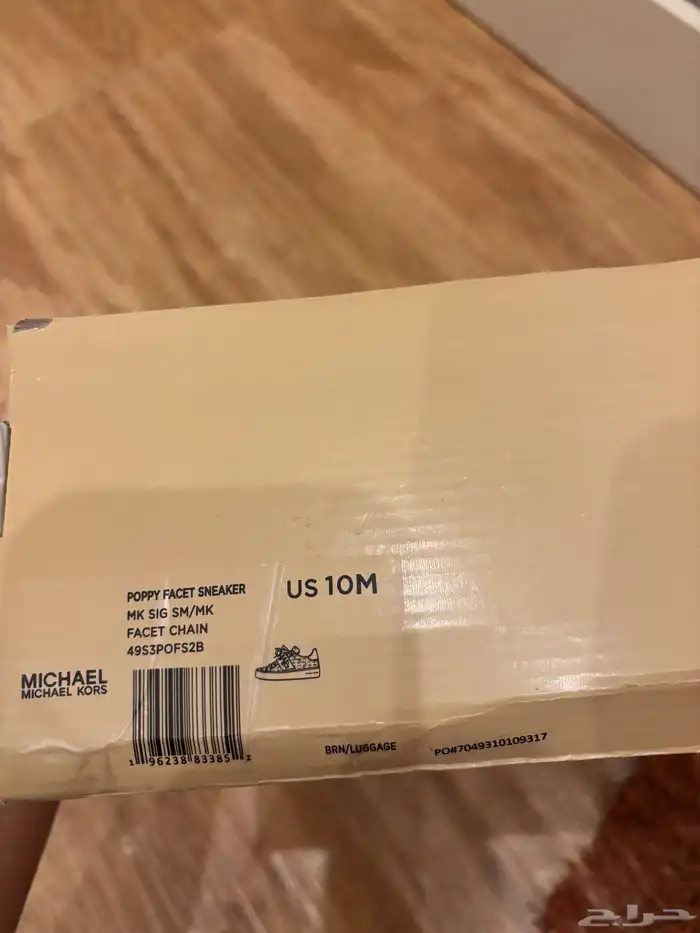 POPPY FACET SNEAKER
MK SIG SM/MK
FACET CHAIN
49S3POFS2B
US 10M
MICHAEL
MICHAEL KORS
1 96238 83385 2
BRN/LUGGAGE
PO#7049310109317
حراج